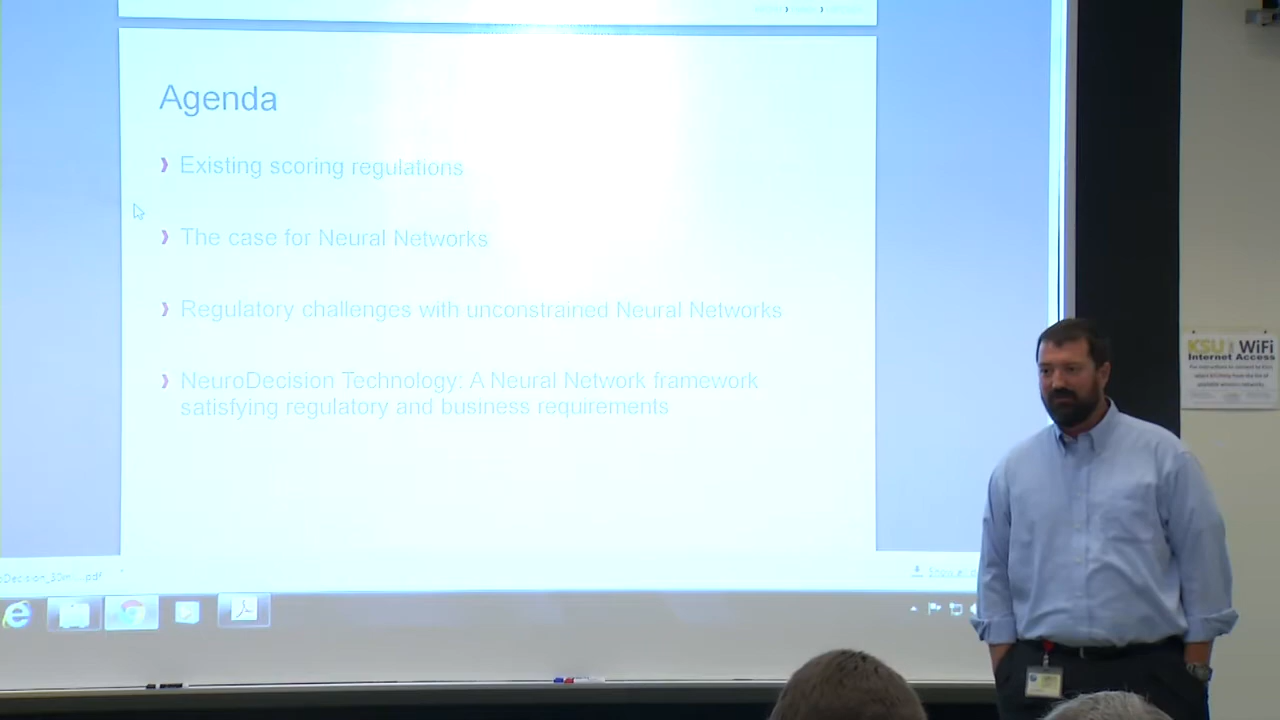 Agenda
Existing scoring regulations
The case for Neural Networks
Regulatory challenges with unconstrained Neural Networks
NeuroDecision Technology: A Neural Network framework
satisfying regulatory and business requirements
KSU WiFi
Internet Access